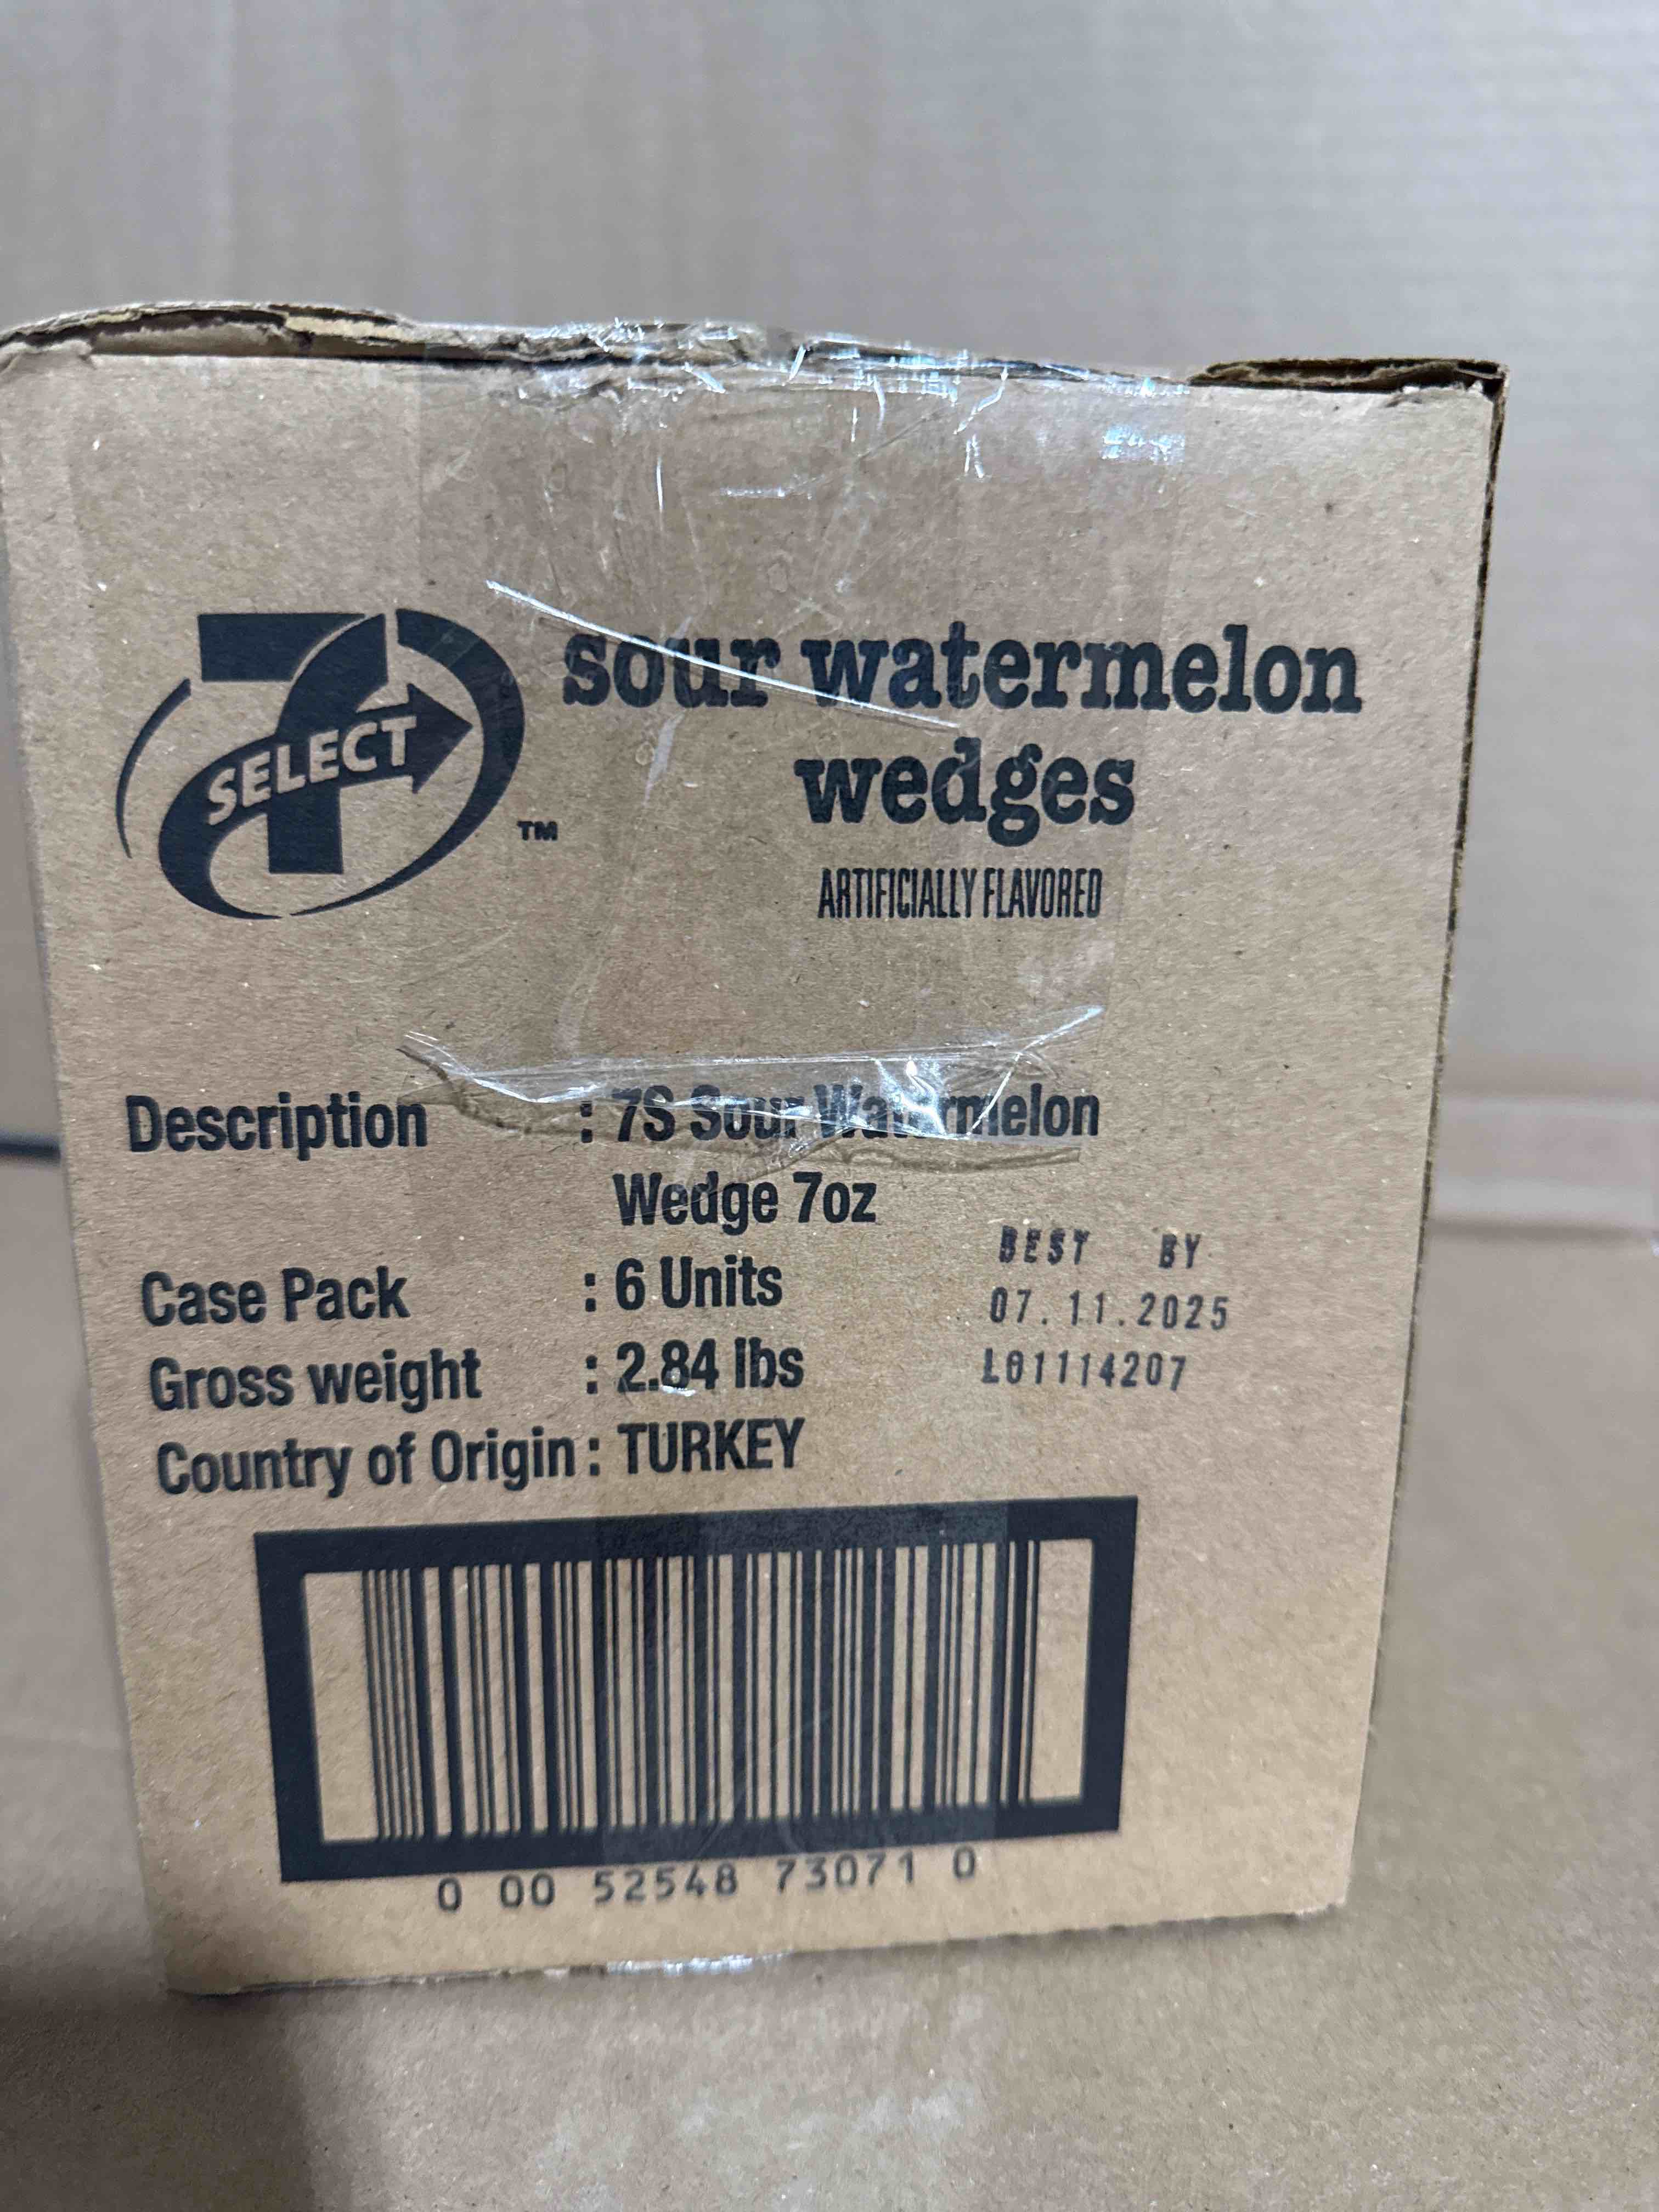 7
SELECT
TM
sour watermelon
wedges
ARTIFICIALLY FLAVORED
Description : 7S Sour Watermelon
Wedge 7oz
Case Pack : 6 Units
Gross weight : 2.84 lbs
Country of Origin : TURKEY
BEST BY
07.11.2025
L01114207
0 00 52548 73071 0